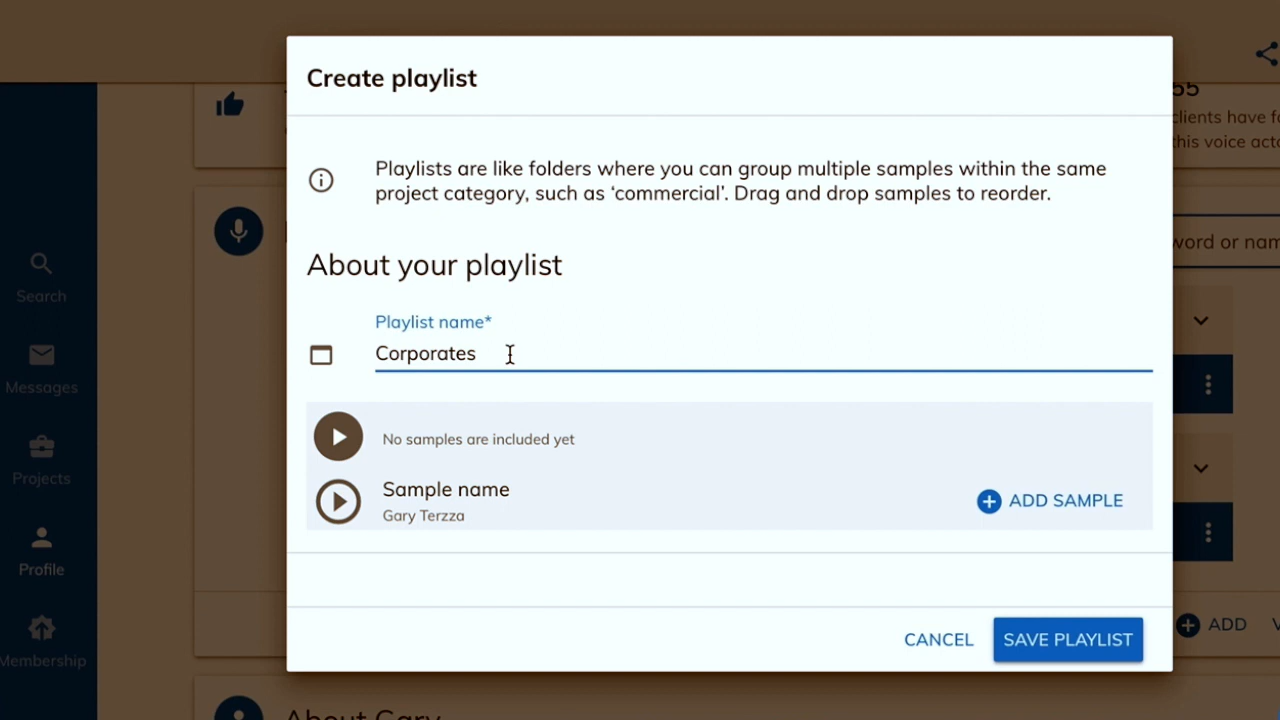 Create playlist
55
clients have f
this voice act
Playlists are like folders where you can group multiple samples within the same
project category, such as ‘commercial’. Drag and drop samples to reorder.
About your playlist
word or nam
Search
Playlist name*
Corporates
Messages
No samples are included yet
Projects
Sample name
ADD SAMPLE
Gary Terzza
Profile
ADD
CANCEL
SAVE PLAYLIST
Membership
About Gary